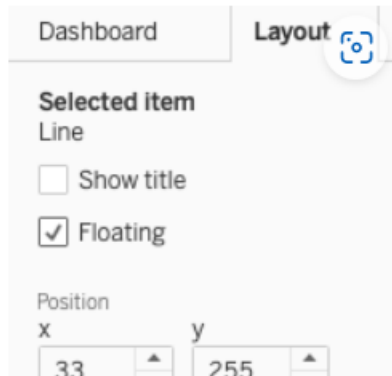 Dashboard Layout
Selected item
Line
Show title
Floating
Position
x y
33 255